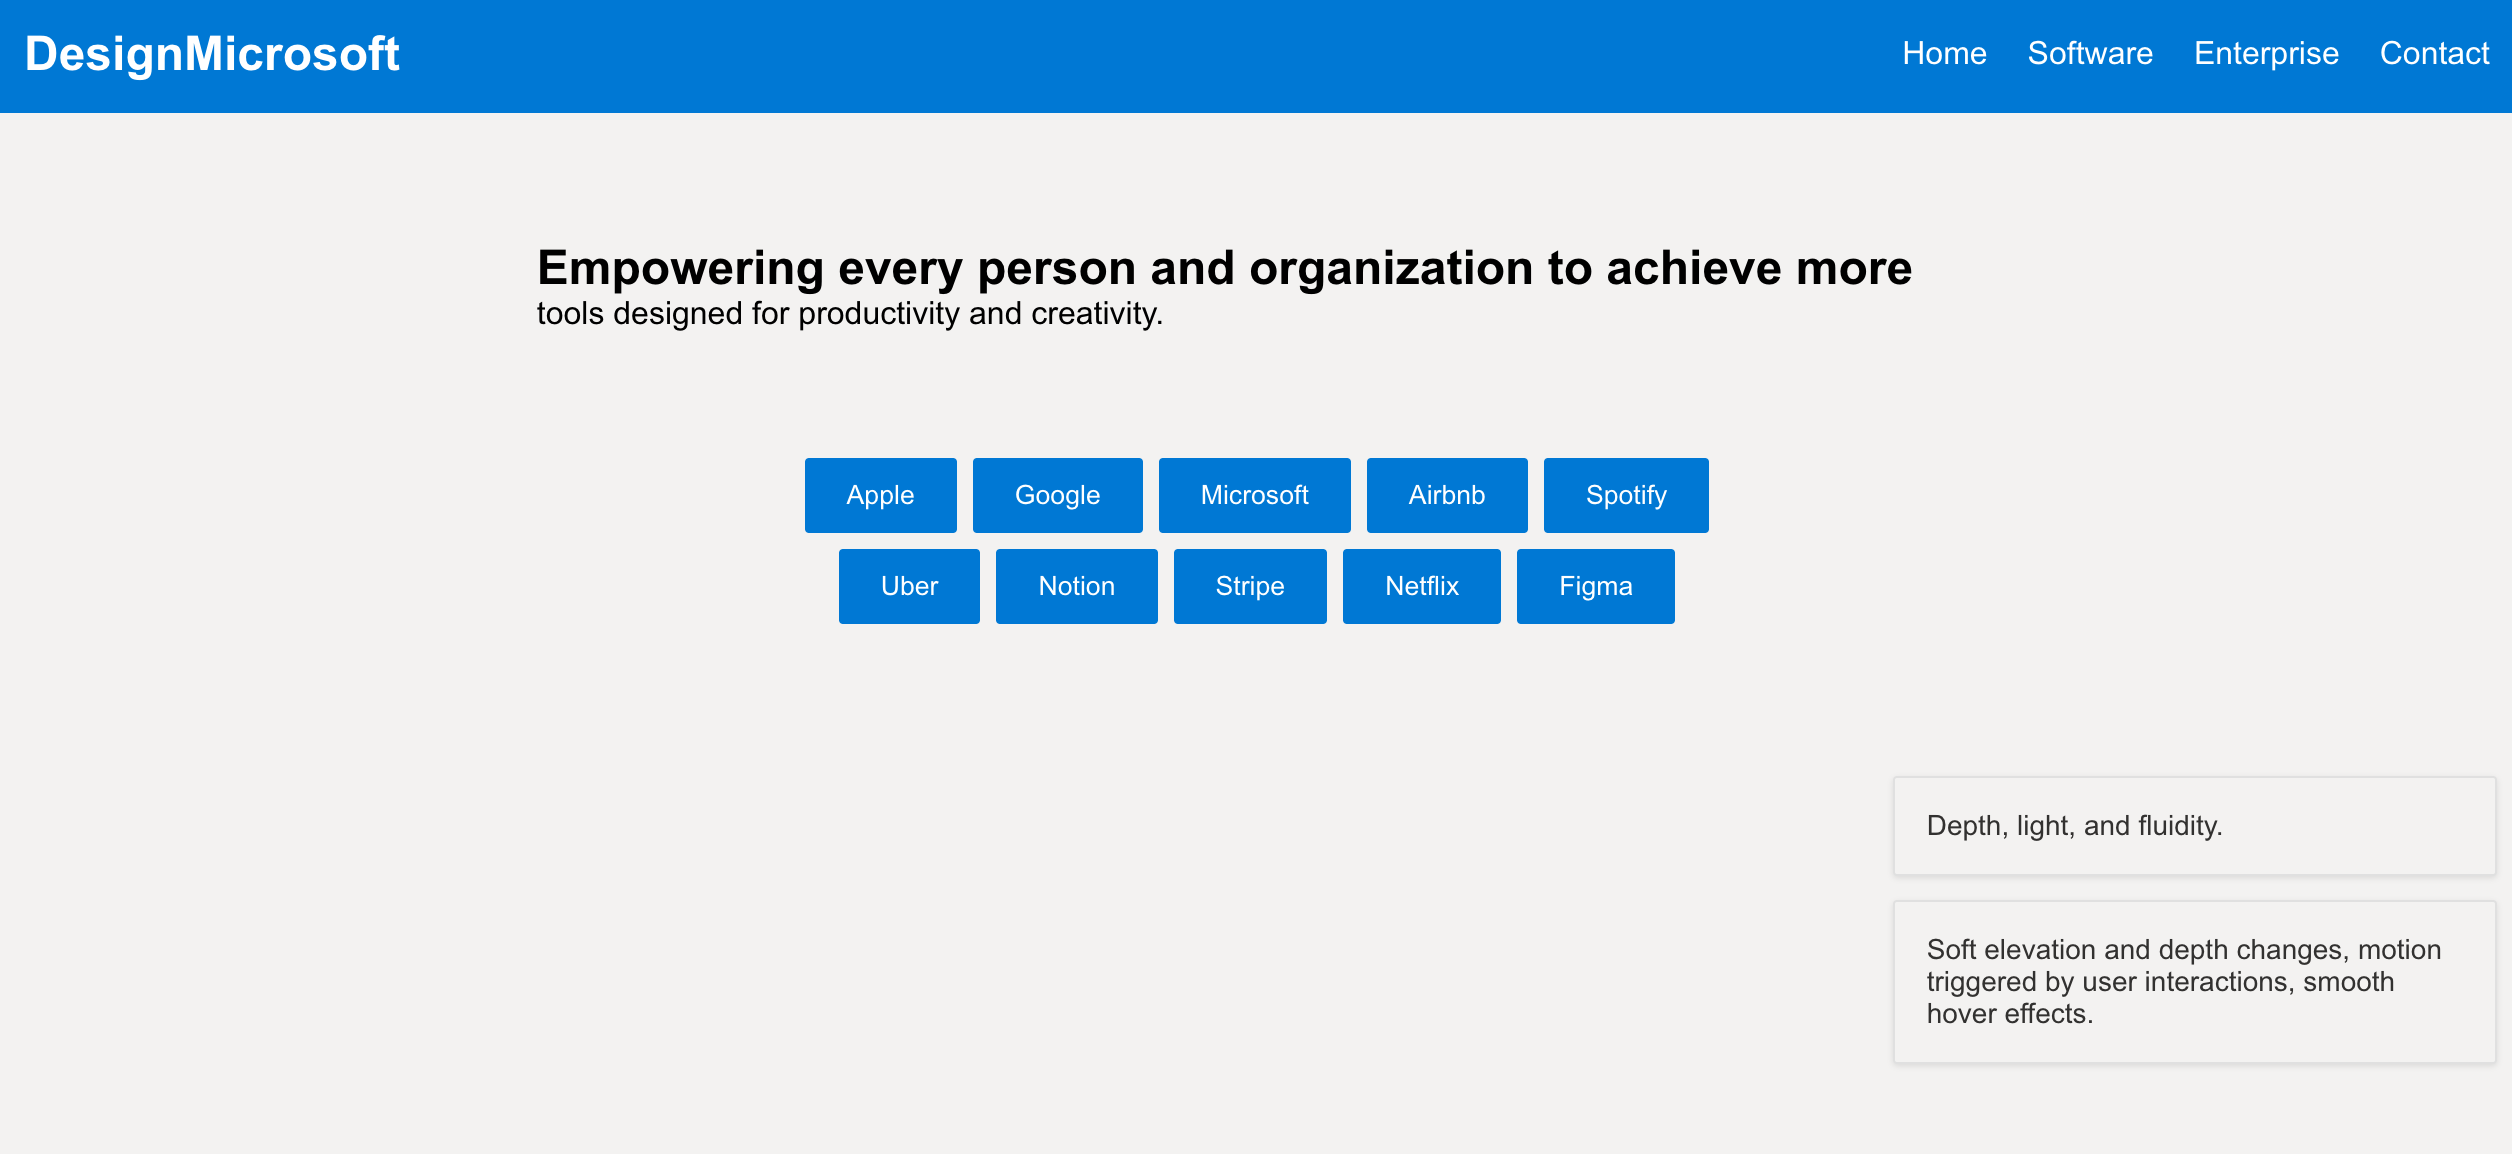 DesignMicrosoft
Home Software Enterprise Contact
Empowering every person and organization to achieve more
tools designed for productivity and creativity.
Apple Google Microsoft Airbnb Spotify
Uber Notion Stripe Netflix Figma
Depth, light, and fluidity.
Soft elevation and depth changes, motion
triggered by user interactions, smooth
hover effects.